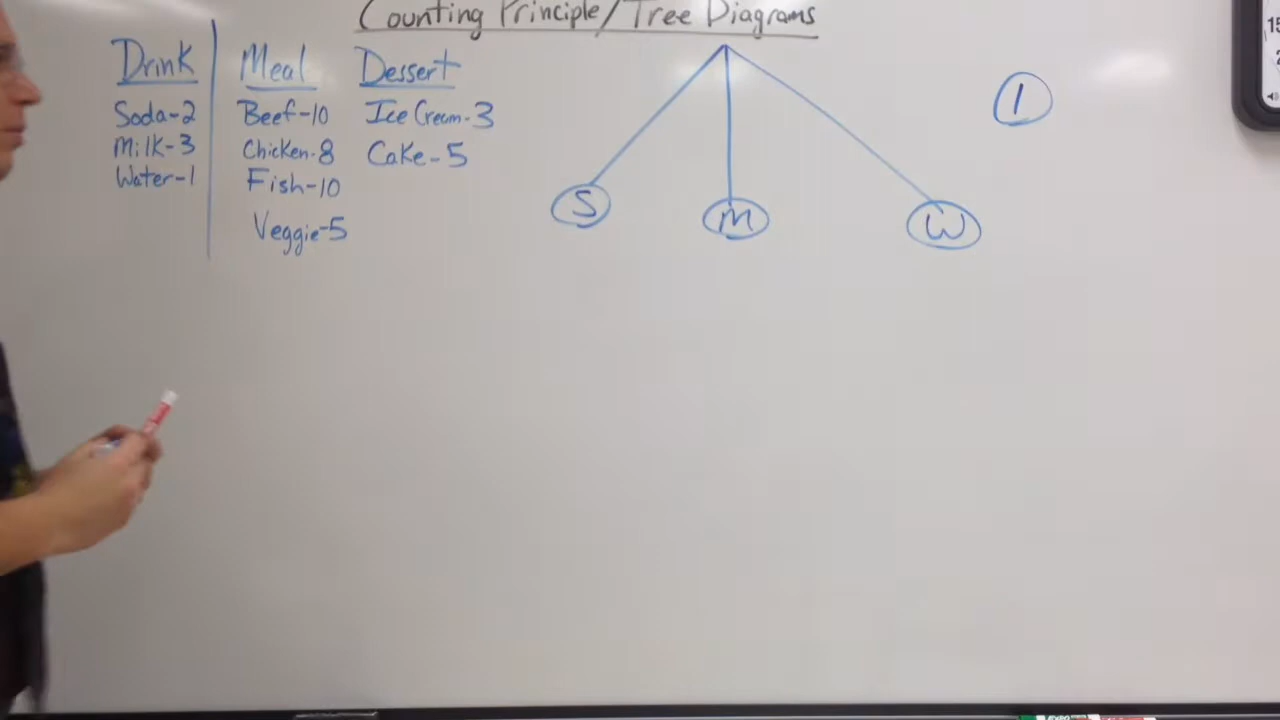 Counting Principle/Tree Diagrams
Drink
Soda-2
Milk-3
Water-1
Meal
Beef-10
Chicken-8
Fish-10
Veggie-5
Dessert
Ice Cream-3
Cake-5
S
M
W
1